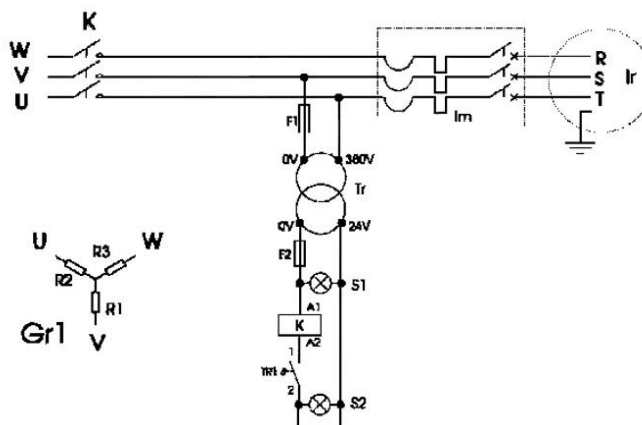 K
W
V
U
R
S
T
Ir
Im
F1
0V
380V
Tr
0V
24V
F2
S1
A1
K
A2
1
2
S2
U
W
R3
R2
R1
Gr1
V